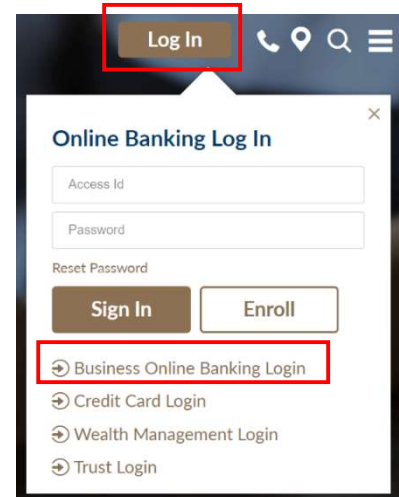 Log In
×
Online Banking Log In
Access Id
Password
Reset Password
Sign In
Enroll
Business Online Banking Login
Credit Card Login
Wealth Management Login
Trust Login